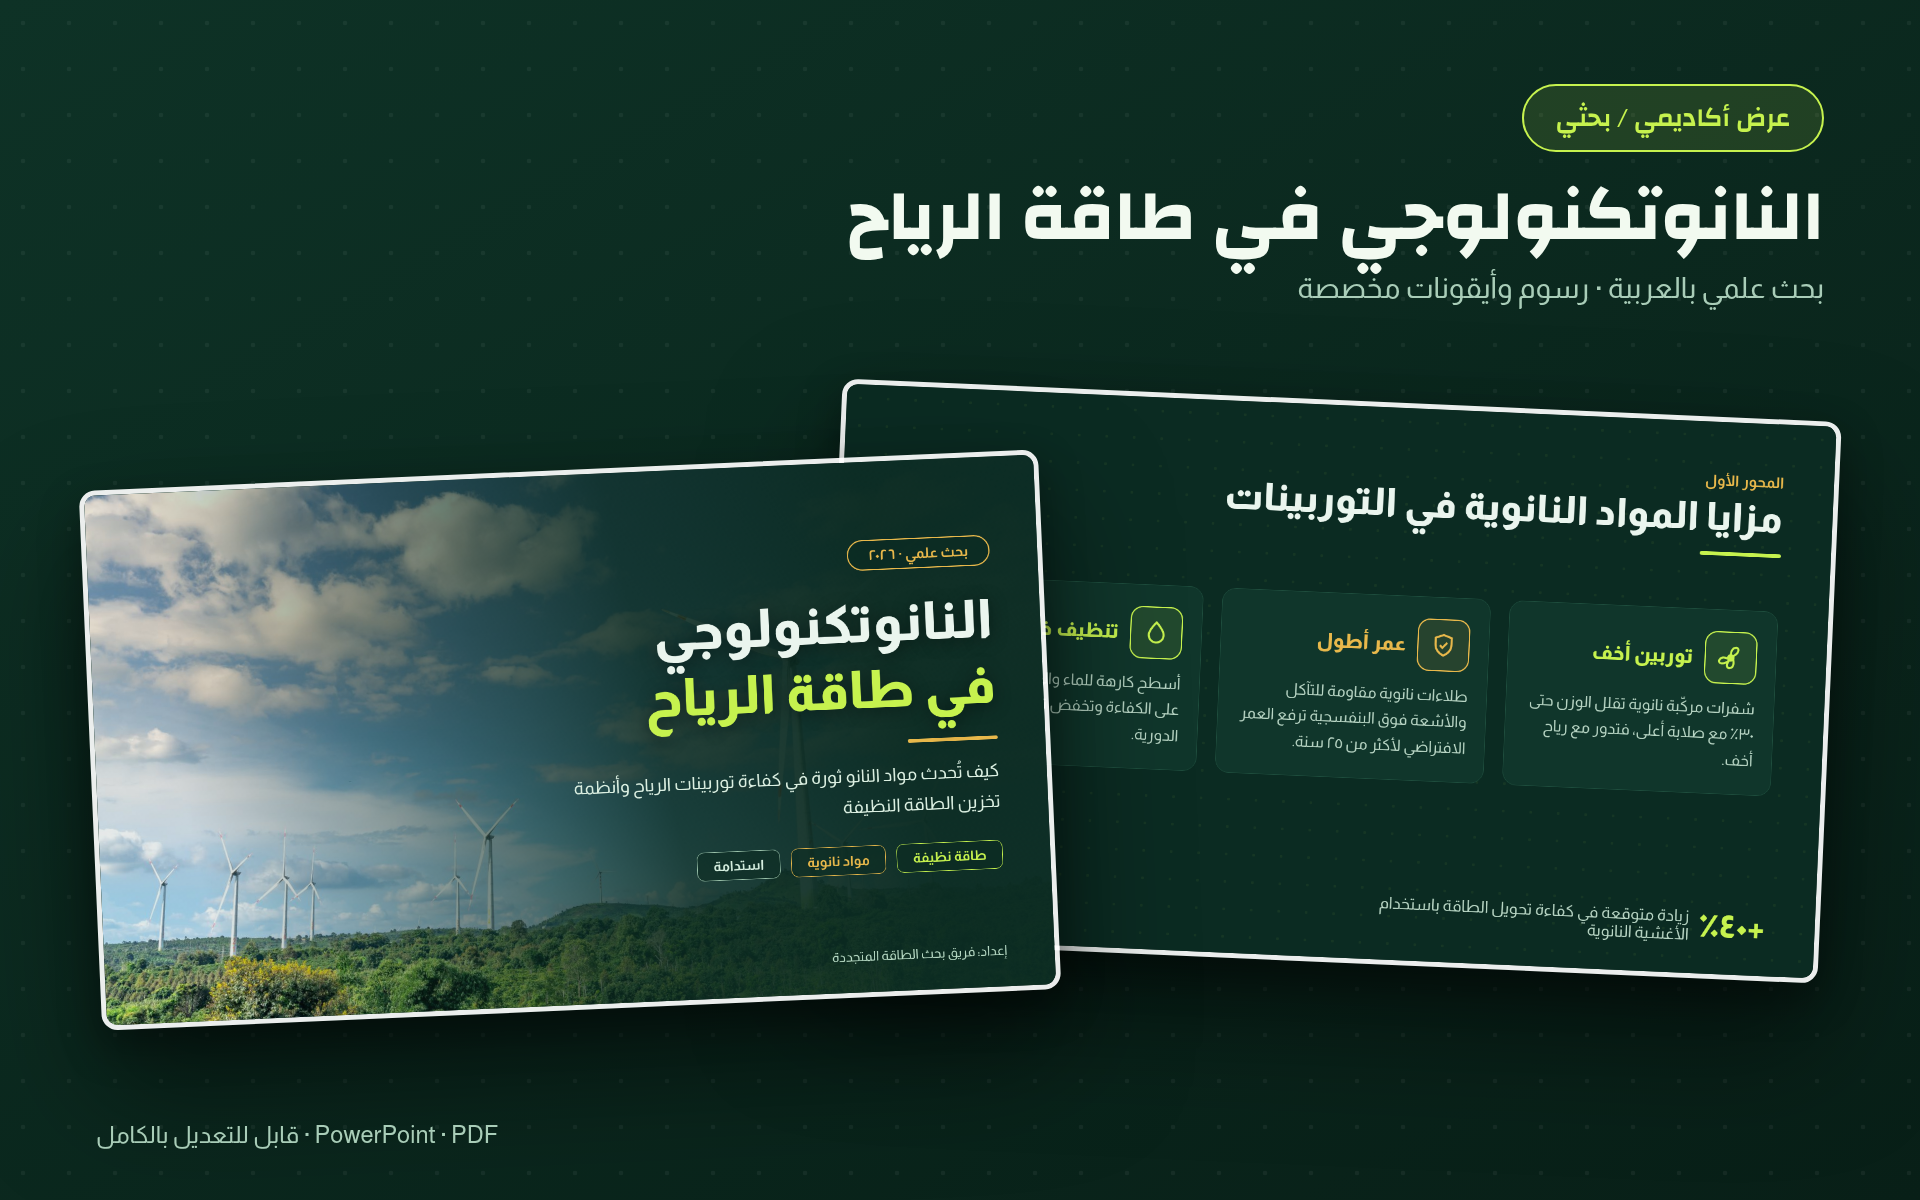 عرض أكاديمي / بحثي
النانوتكنولوجي في طاقة الرياح
بحث علمي بالعربية · رسوم وأيقونات مخصصة
المحور الأول
مزايا المواد النانوية في التوربينات
توربين أخف
شفرات مركّبة نانوية تقلل الوزن حتى
٣٠٪ مع صلابة أعلى، فتدور مع رياح
أخف.
عمر أطول
طلاءات نانوية مقاومة للتآكل
والأشعة فوق البنفسجية ترفع العمر
الافتراضي لأكثر من ٢٥ سنة.
تنظيف
أسطح كارهة للماء
على الكفاءة وتخفض
الدورية.
+٤٠٪
زيادة متوقعة في كفاءة تحويل الطاقة باستخدام
الأغشية النانوية
بحث علمي · ٢٠٢٦
النانوتكنولوجي
في طاقة الرياح
كيف تُحدث مواد النانو ثورة في كفاءة توربينات الرياح وأنظمة
تخزين الطاقة النظيفة
طاقة نظيفة
مواد نانوية
استدامة
إعداد: فريق بحث الطاقة المتجددة
PowerPoint · PDF · قابل للتعديل بالكامل